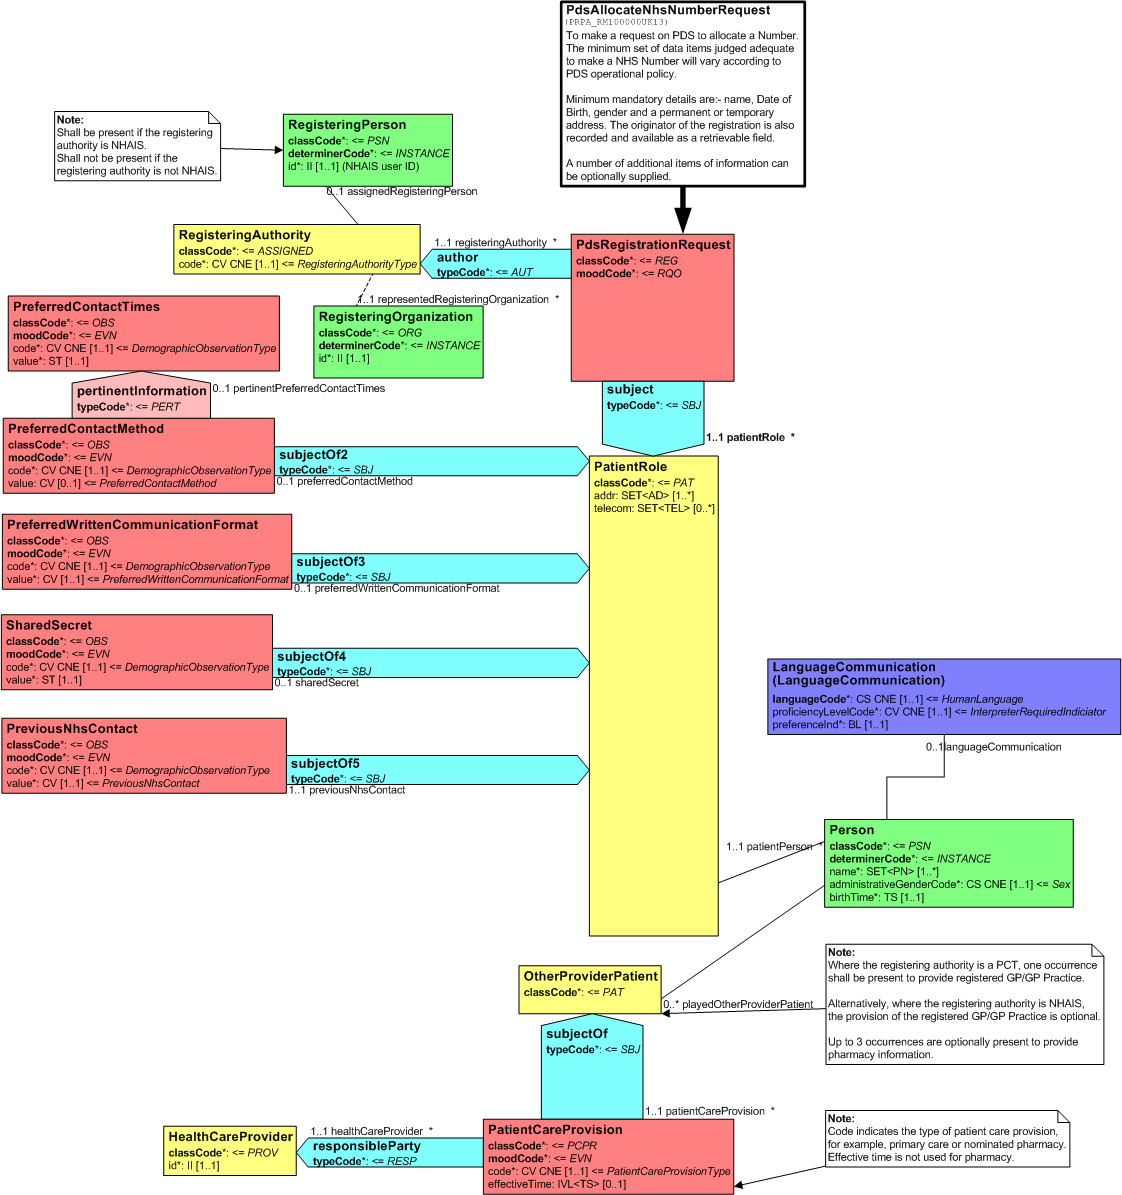 PdsAllocateNhsNumberRequest
(PRPA_RM100000UK13)
To make a request on PDS to allocate a Number.
The minimum set of data items judged adequate
to make a NHS Number will vary according to
PDS operational policy.
Minimum mandatory details are:- name, Date of
Birth, gender and a permanent or temporary
address. The originator of the registration is also
recorded and available as a retrievable field.
A number of additional items of information can
be optionally supplied.
Note:
Shall be present if the registering
authority is NHAIS.
Shall not be present if the
registering authority is not NHAIS.
RegisteringPerson
classCode*: <= PSN
determinerCode*: <= INSTANCE
id*: II [1..1] (NHAIS user ID)
0..1 assignedRegisteringPerson
RegisteringAuthority
classCode*: <= ASSIGNED
code*: CV CNE [1..1] <= RegisteringAuthorityType
1..1 registeringAuthority *
author
typeCode*: <= AUT
PdsRegistrationRequest
classCode*: <= REG
moodCode*: <= RQO
1..1 representedRegisteringOrganization *
RegisteringOrganization
classCode*: <= ORG
determinerCode*: <= INSTANCE
id*: II [1..1]
PreferredContactTimes
classCode*: <= OBS
moodCode*: <= EVN
code*: CV CNE [1..1] <= DemographicObservationType
value*: ST [1..1]
pertinentInformation
typeCode*: <= PERT
0..1 pertinentPreferredContactTimes
subject
typeCode*: <= SBJ
1..1 patientRole *
PreferredContactMethod
classCode*: <= OBS
moodCode*: <= EVN
code*: CV CNE [1..1] <= DemographicObservationType
value: CV [0..1] <= PreferredContactMethod
subjectOf2
typeCode*: <= SBJ
0..1 preferredContactMethod
PatientRole
classCode*: <= PAT
addr: SET<AD> [1..*]
telecom: SET<TEL> [0..*]
PreferredWrittenCommunicationFormat
classCode*: <= OBS
moodCode*: <= EVN
code*: CV CNE [1..1] <= DemographicObservationType
value*: CV [1..1] <= PreferredWrittenCommunicationFormat
subjectOf3
typeCode*: <= SBJ
0..1 preferredWrittenCommunicationFormat
SharedSecret
classCode*: <= OBS
moodCode*: <= EVN
code*: CV CNE [1..1] <= DemographicObservationType
value*: ST [1..1]
subjectOf4
typeCode*: <= SBJ
0..1 sharedSecret
LanguageCommunication
(LanguageCommunication)
languageCode*: CS CNE [1..1] <= HumanLanguage
proficiencyLevelCode*: CV CNE [1..1] <= InterpreterRequiredIndiciator
preferenceInd*: BL [1..1]
0..1 languageCommunication
PreviousNhsContact
classCode*: <= OBS
moodCode*: <= EVN
code*: CV CNE [1..1] <= DemographicObservationType
value*: CV [1..1] <= PreviousNhsContact
subjectOf5
typeCode*: <= SBJ
1..1 previousNhsContact
1..1 patientPerson *
Person
classCode*: <= PSN
determinerCode*: <= INSTANCE
name*: SET<PN> [1..*]
administrativeGenderCode*: CS CNE [1..1] <= Sex
birthTime*: TS [1..1]
OtherProviderPatient
classCode*: <= PAT
0..* playedOtherProviderPatient
Note:
Where the registering authority is a PCT, one occurrence
shall be present to provide registered GP/GP Practice.
Alternatively, where the registering authority is NHAIS,
the provision of the registered GP/GP Practice is optional.
Up to 3 occurrences are optionally present to provide
pharmacy information.
subjectOf
typeCode*: <= SBJ
1..1 patientCareProvision *
HealthCareProvider
classCode*: <= PROV
id*: II [1..1]
1..1 healthCareProvider *
responsibleParty
typeCode*: <= RESP
PatientCareProvision
classCode*: <= PCPR
moodCode*: <= EVN
code*: CV CNE [1..1] <= PatientCareProvisionType
effectiveTime: IVL<TS> [0..1]
Note:
Code indicates the type of patient care provision,
for example, primary care or nominated pharmacy.
Effective time is not used for pharmacy.